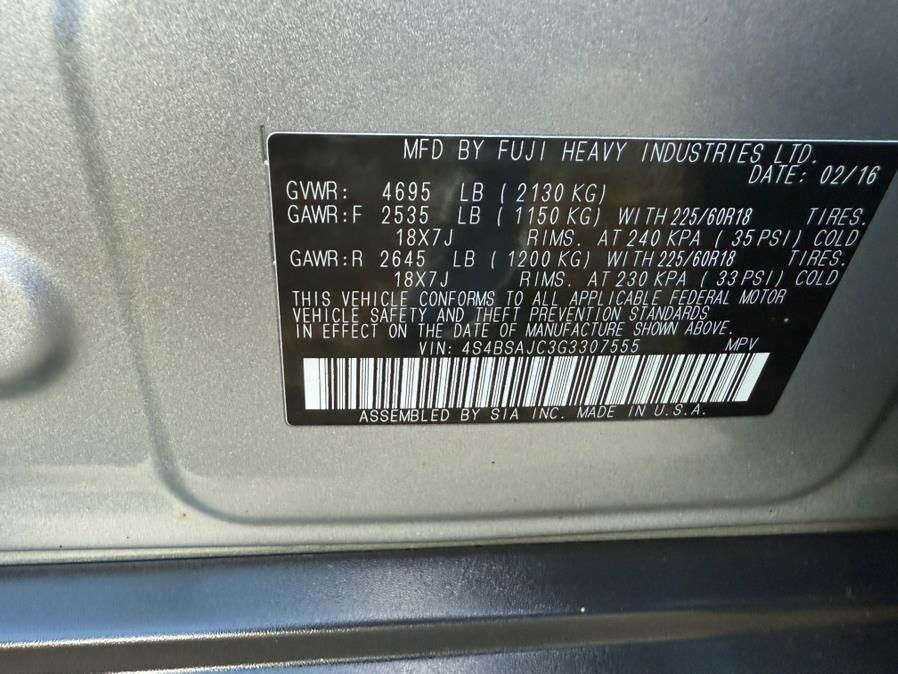 MFD BY FUJI HEAVY INDUSTRIES LTD.
DATE: 02/16
GVWR: 4695 LB ( 2130 KG)
GAWR:F 2535 LB ( 1150 KG) WITH 225/60R18 TIRES.
18X7J RIMS. AT 240 KPA ( 35 PSI) COLD
GAWR:R 2645 LB ( 1200 KG) WITH 225/60R18 TIRES.
18X7J RIMS. AT 230 KPA ( 33 PSI) COLD
THIS VEHICLE CONFORMS TO ALL APPLICABLE FEDERAL MOTOR
VEHICLE SAFETY AND THEFT PREVENTION STANDARDS
IN EFFECT ON THE DATE OF MANUFACTURE SHOWN ABOVE.
VIN: 4S4BSAJC3G3307555 MPV
ASSEMBLED BY SIA INC. MADE IN U.S.A.